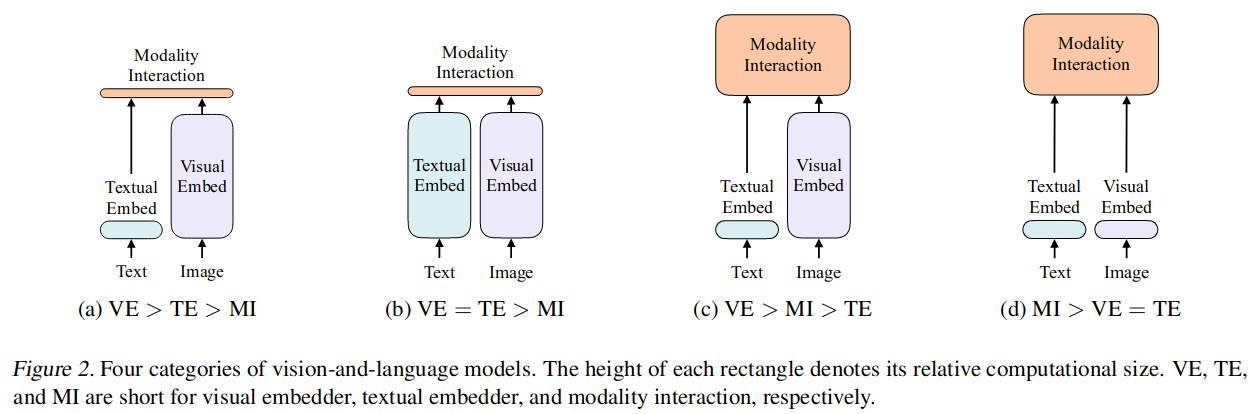 Modality
Interaction
Textual
Embed
Visual
Embed
Text
Image
(a) VE > TE > MI
Modality
Interaction
Textual
Embed
Visual
Embed
Text
Image
(b) VE = TE > MI
Modality
Interaction
Textual
Embed
Visual
Embed
Text
Image
(c) VE > MI > TE
Modality
Interaction
Textual
Embed
Visual
Embed
Text
Image
(d) MI > VE = TE
Figure 2. Four categories of vision-and-language models. The height of each rectangle denotes its relative computational size. VE, TE,
and MI are short for visual embedder, textual embedder, and modality interaction, respectively.